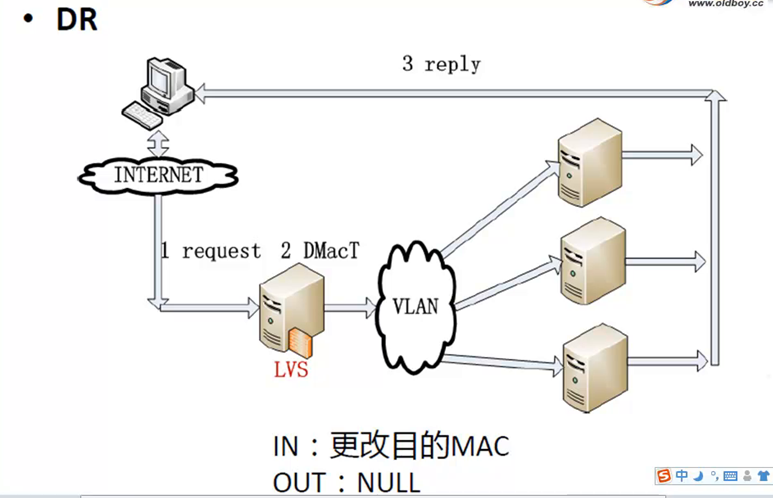 www.oldboy.cc
• DR
3 reply
INTERNET
1 request 2 DMacT
VLAN
LVS
IN：更改目的MAC
OUT：NULL
中